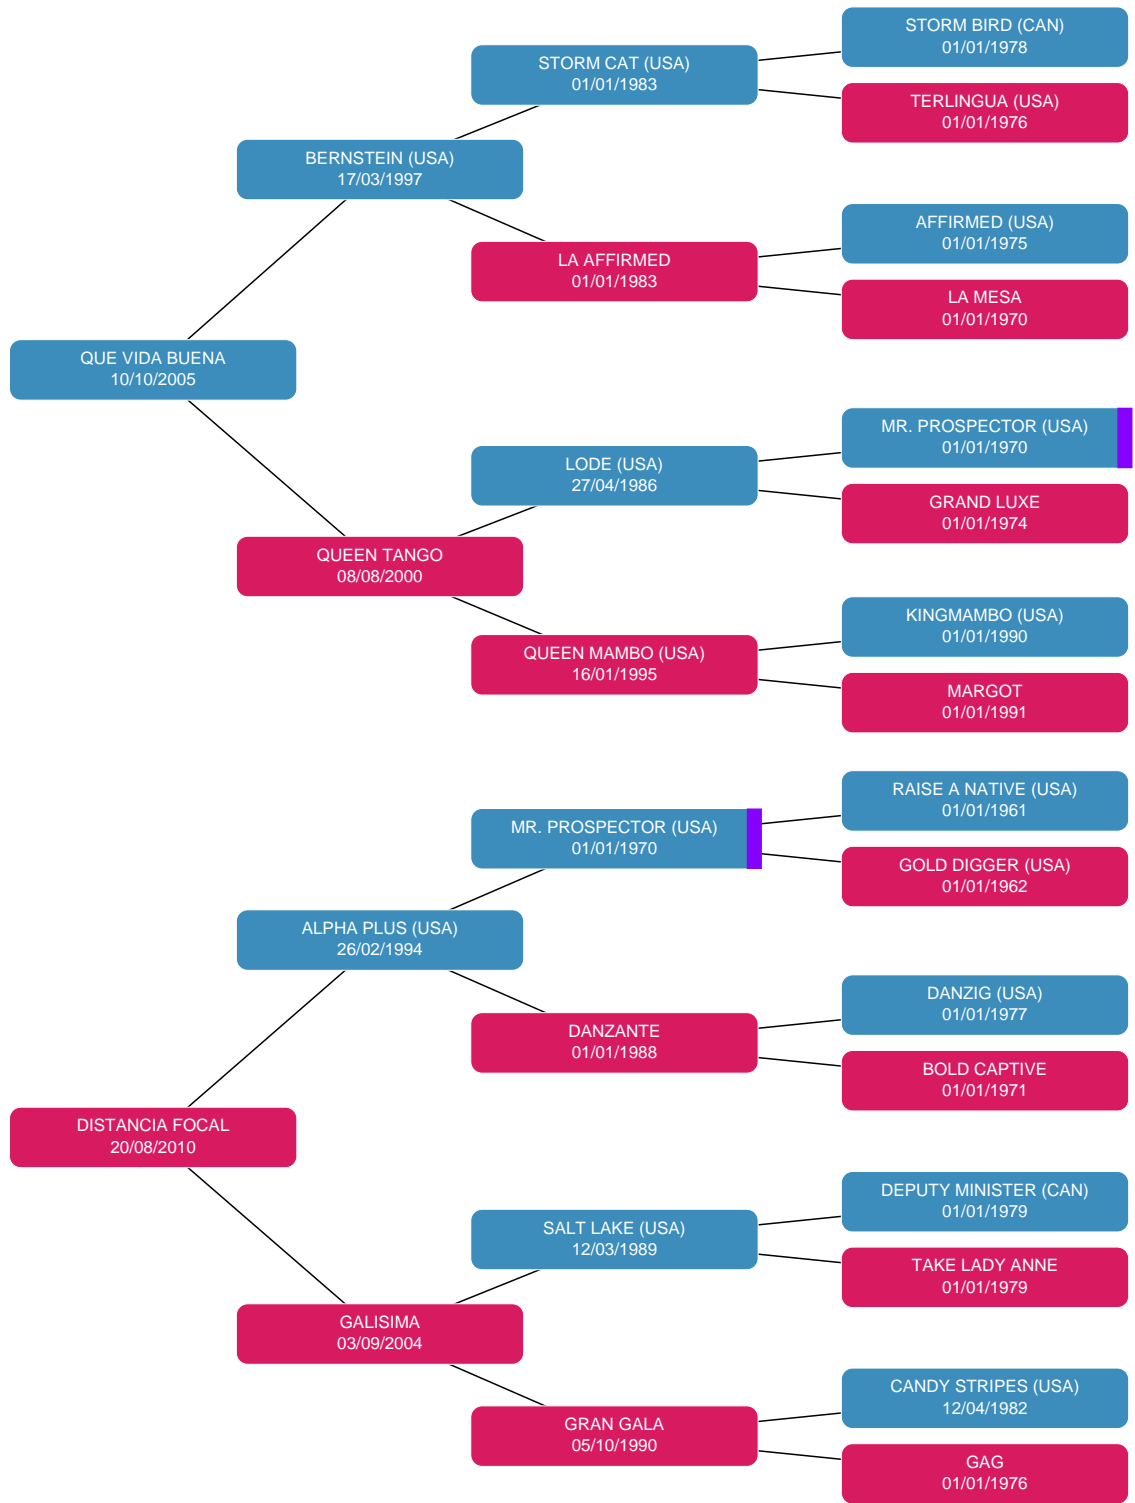 STORM BIRD (CAN)
01/01/1978
STORM CAT (USA)
01/01/1983
TERLINGUA (USA)
01/01/1976
BERNSTEIN (USA)
17/03/1997
AFFIRMED (USA)
01/01/1975
LA AFFIRMED
01/01/1983
LA MESA
01/01/1970
QUE VIDA BUENA
10/10/2005
MR. PROSPECTOR (USA)
01/01/1970
LODE (USA)
27/04/1986
GRAND LUXE
01/01/1974
QUEEN TANGO
08/08/2000
KINGMAMBO (USA)
01/01/1990
QUEEN MAMBO (USA)
16/01/1995
MARGOT
01/01/1991
RAISE A NATIVE (USA)
01/01/1961
MR. PROSPECTOR (USA)
01/01/1970
GOLD DIGGER (USA)
01/01/1962
ALPHA PLUS (USA)
26/02/1994
DANZIG (USA)
01/01/1977
DANZANTE
01/01/1988
BOLD CAPTIVE
01/01/1971
DISTANCIA FOCAL
20/08/2010
DEPUTY MINISTER (CAN)
01/01/1979
SALT LAKE (USA)
12/03/1989
TAKE LADY ANNE
01/01/1979
GALISIMA
03/09/2004
CANDY STRIPES (USA)
12/04/1982
GRAN GALA
05/10/1990
GAG
01/01/1976